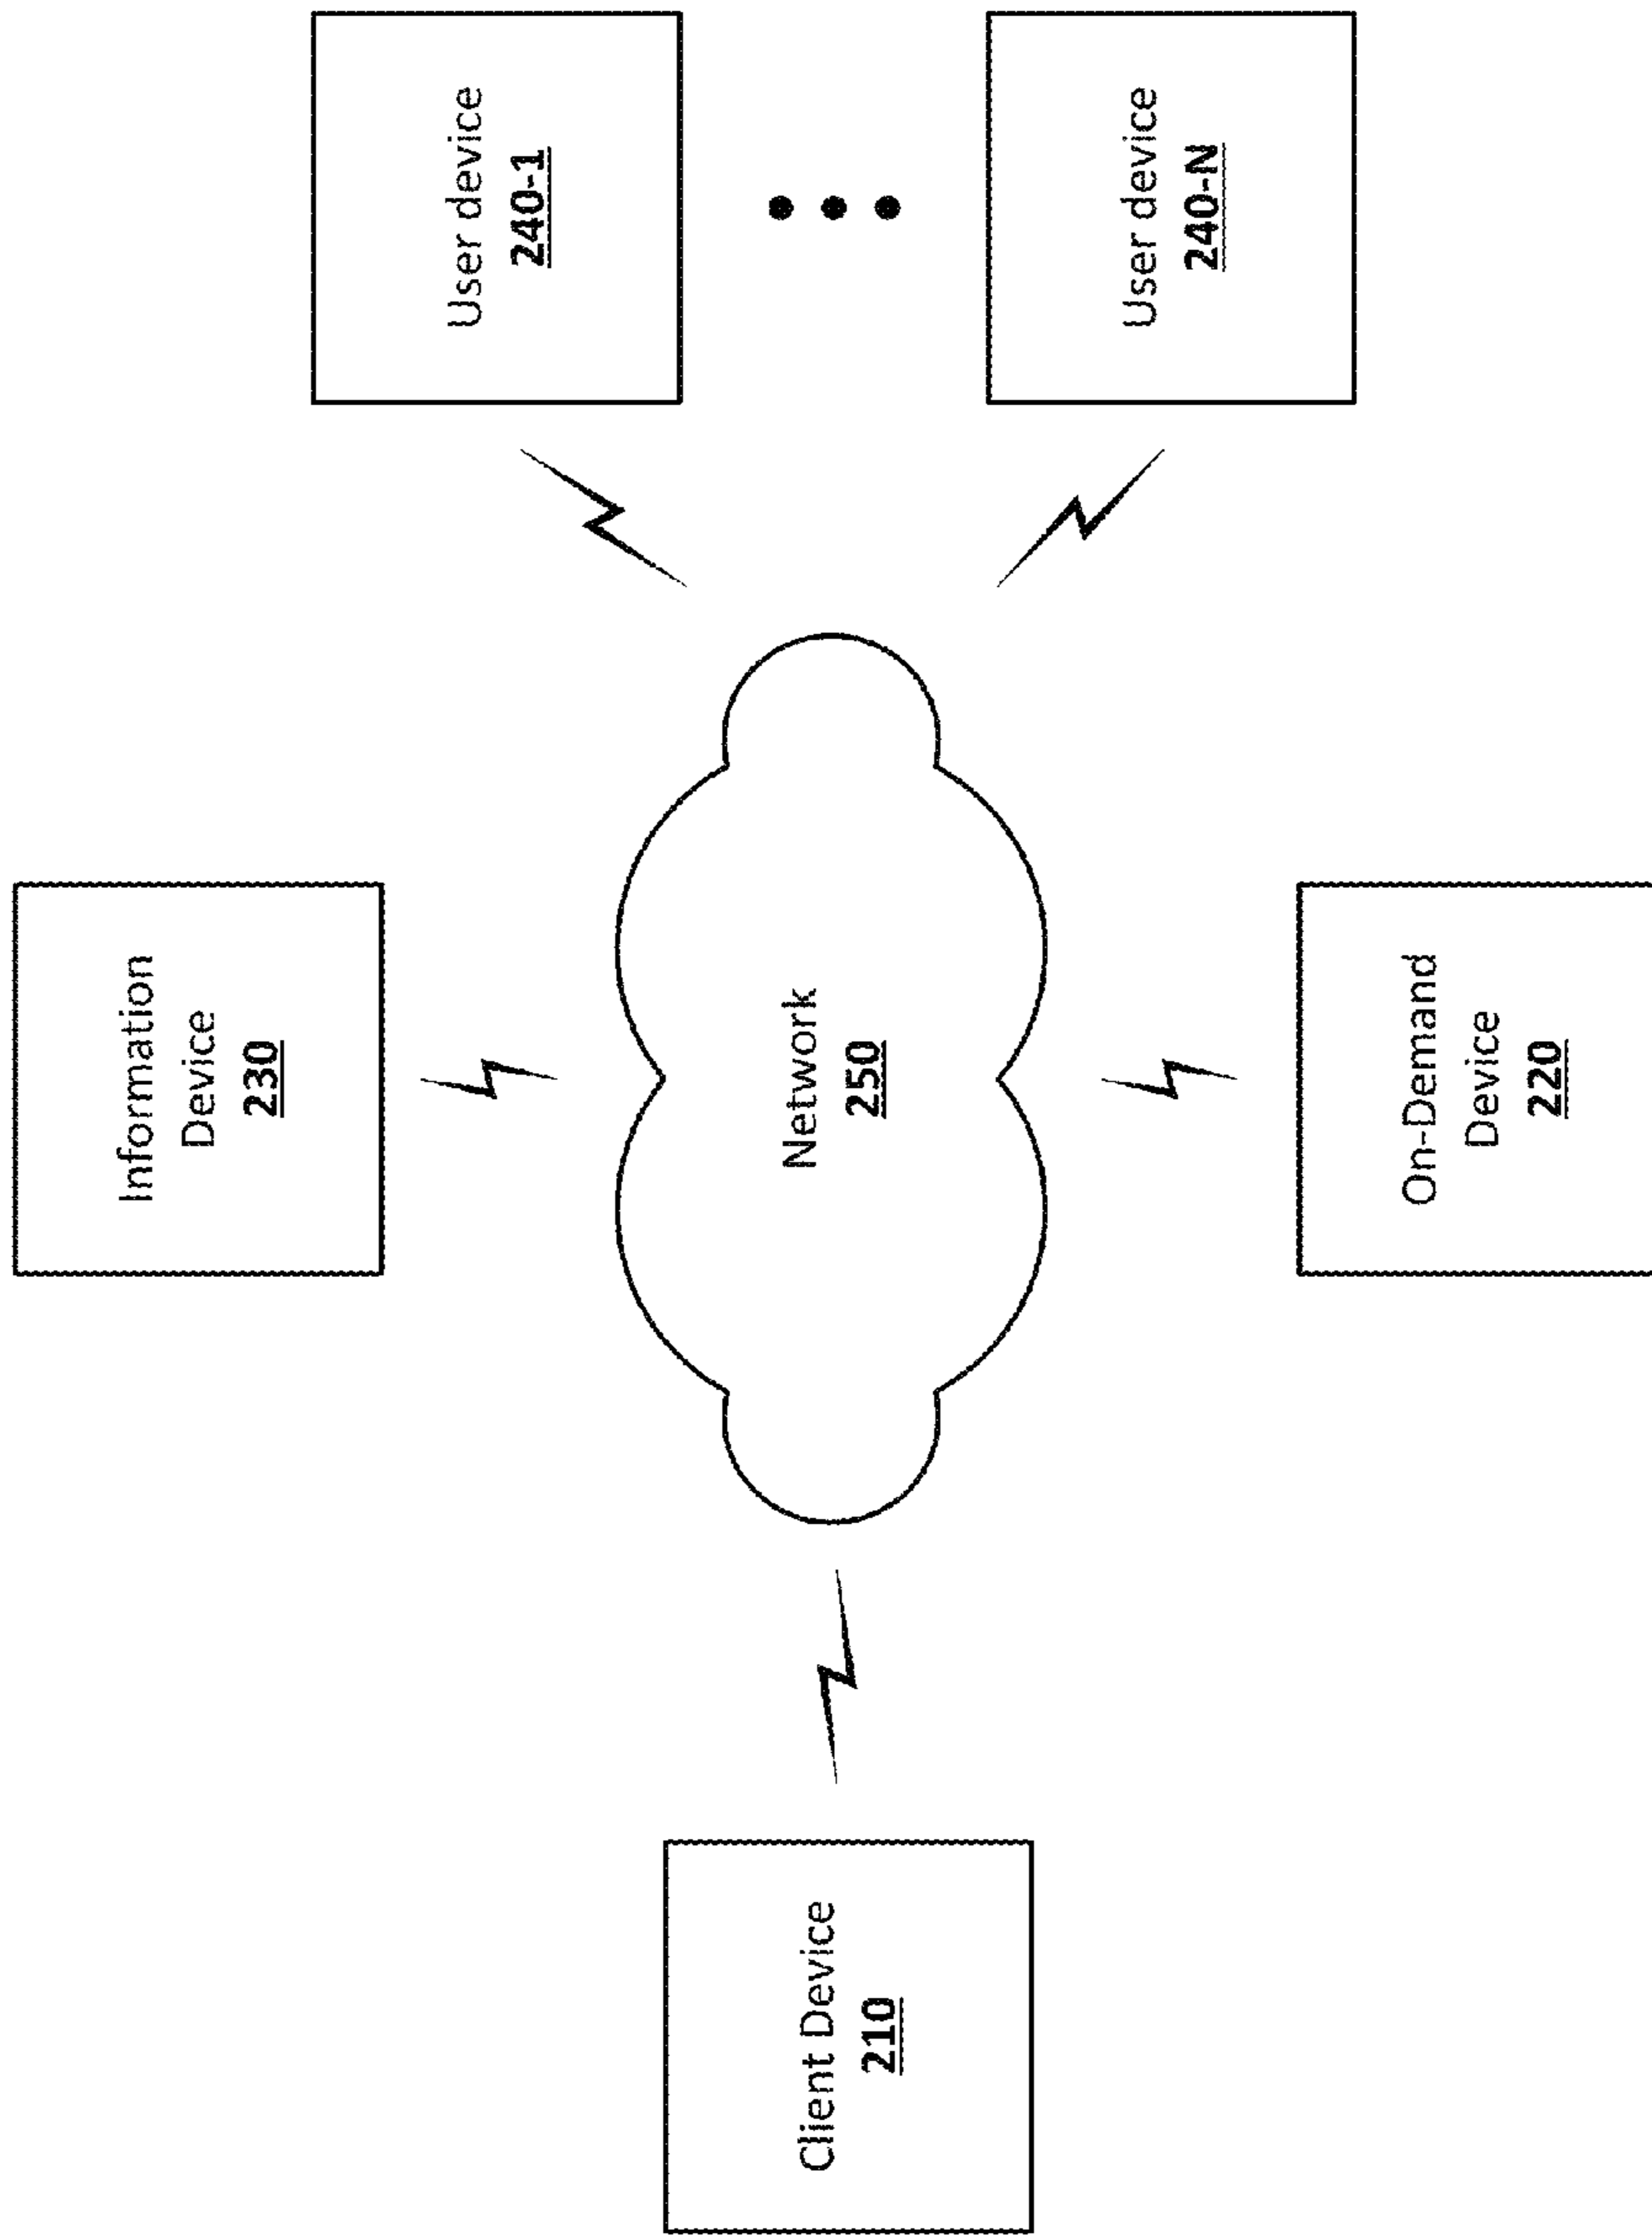 Information
Device
230
Client Device
210
Network
250
User device
240-1
User device
240-N
On-Demand
Device
220